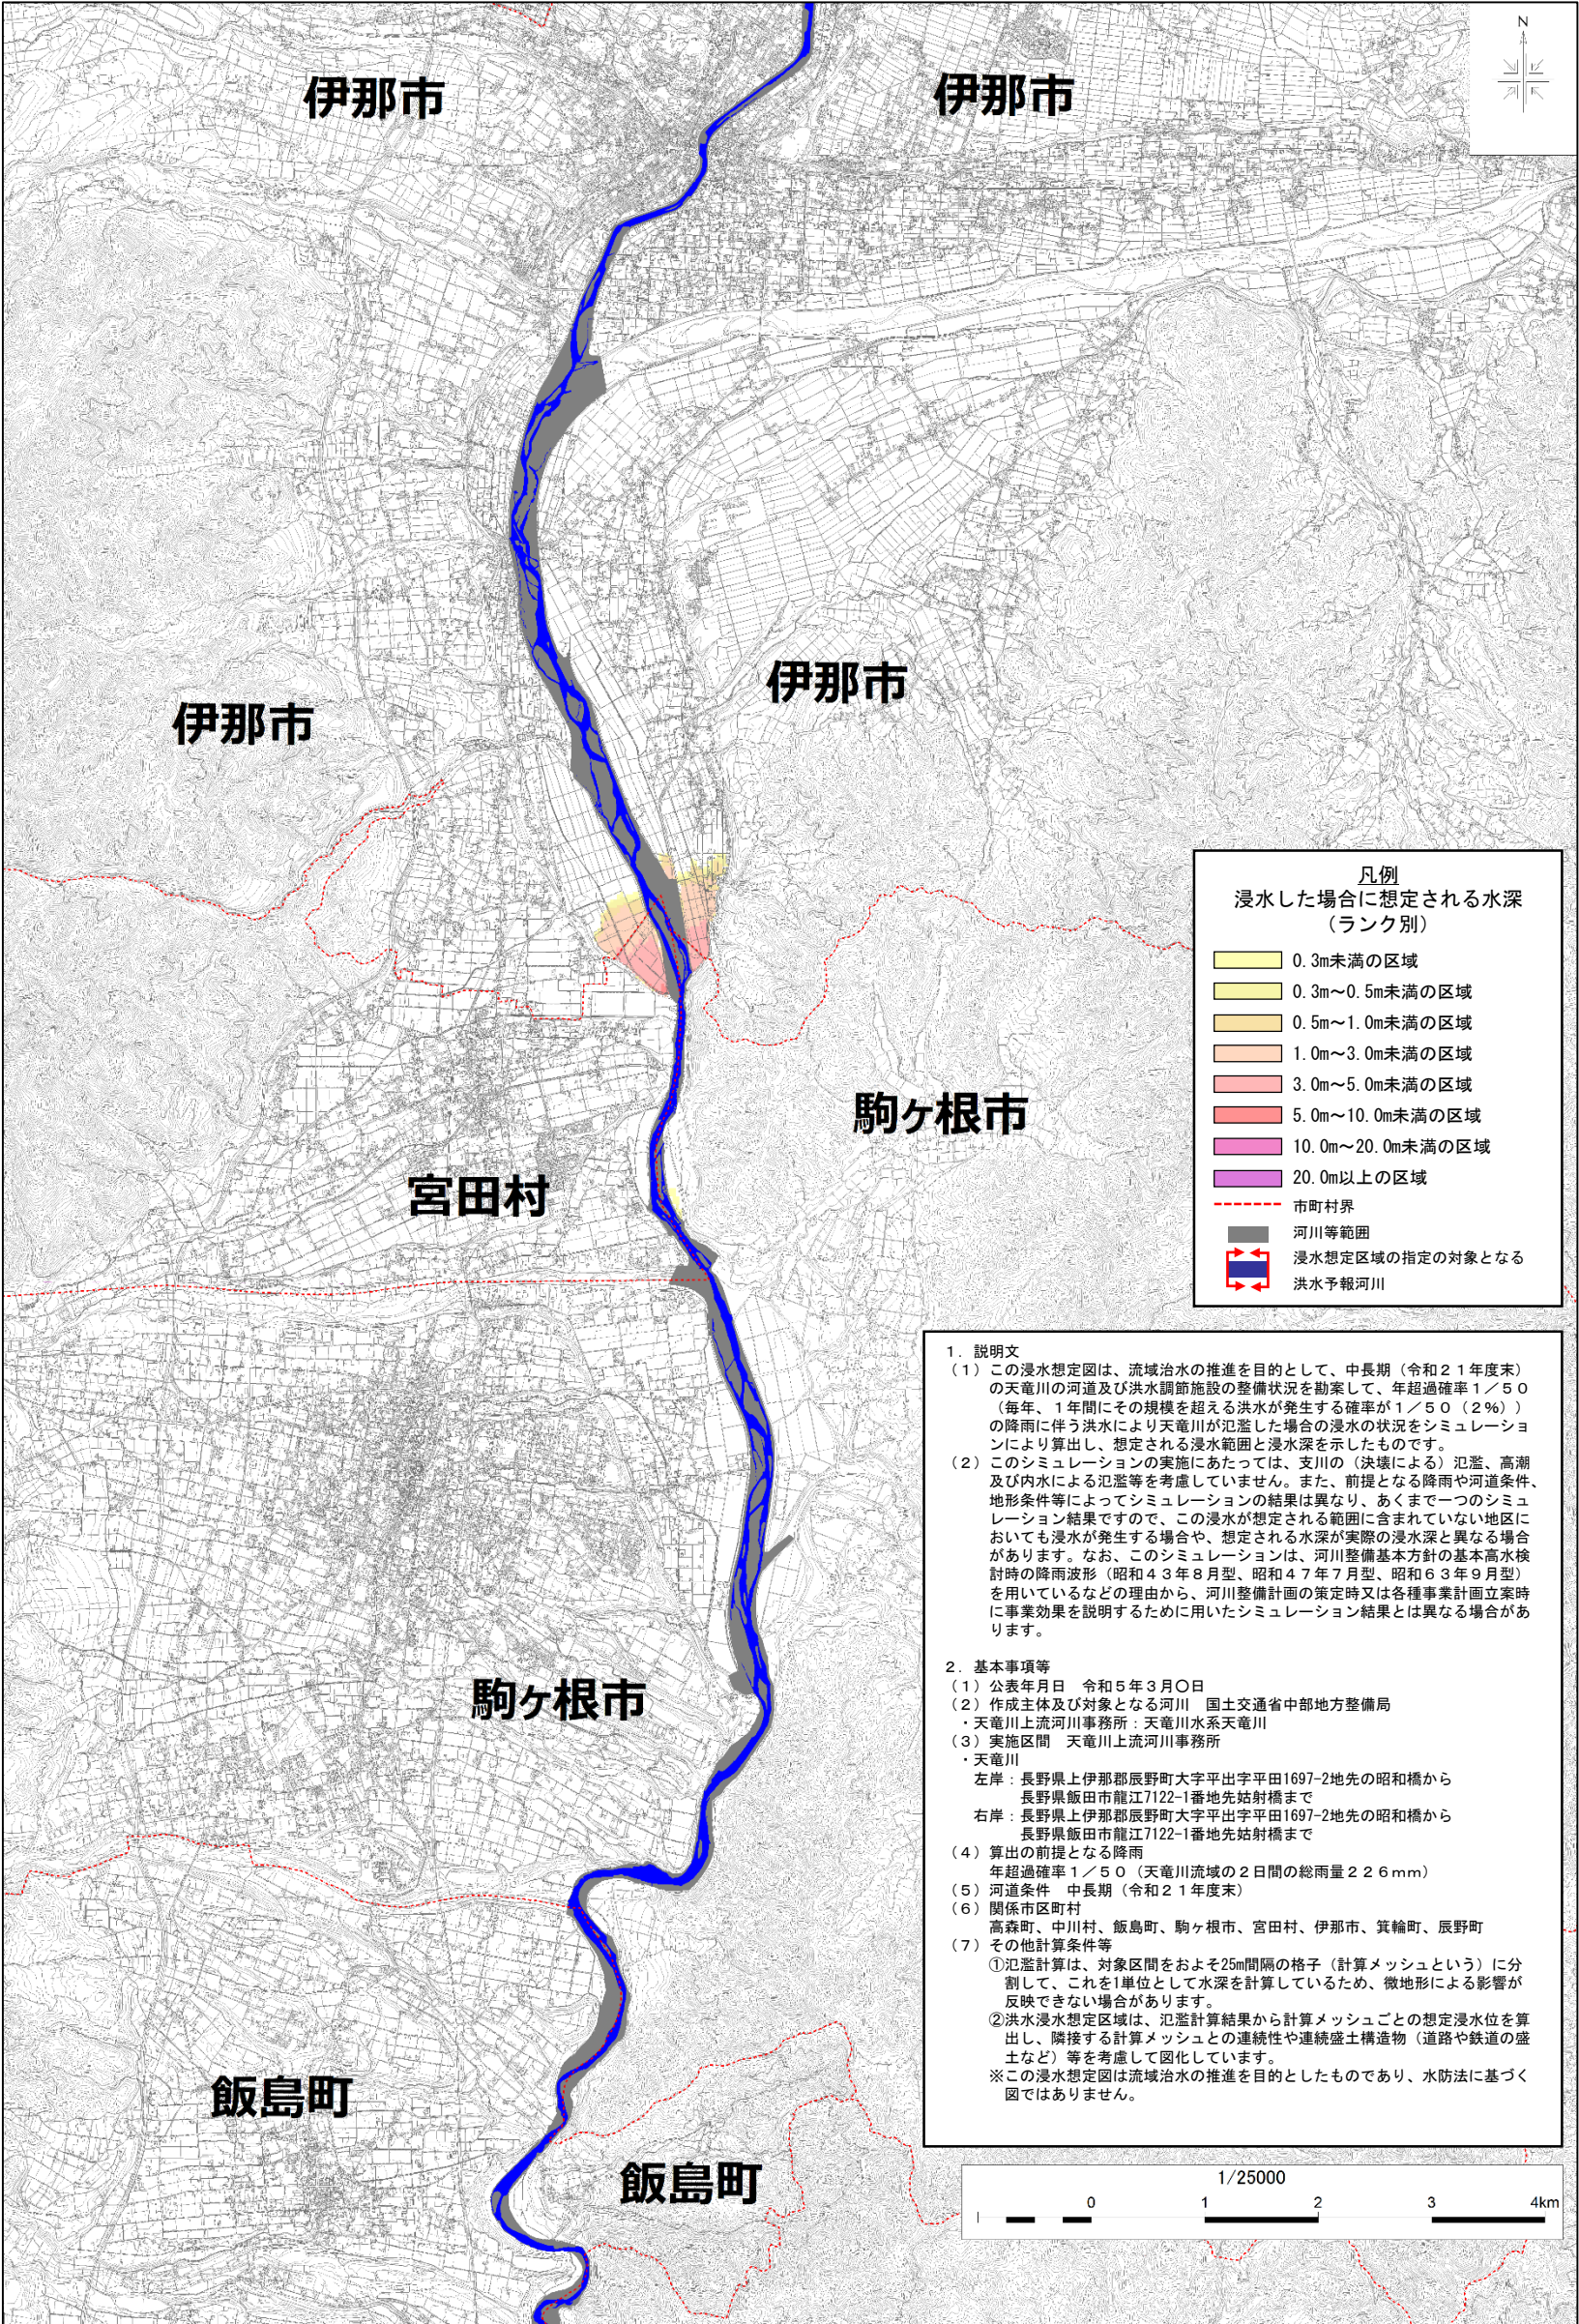 N
伊那市
伊那市
伊那市
伊那市
凡例
浸水した場合に想定される水深
（ランク別）
0.3m未満の区域
0.3m～0.5m未満の区域
0.5m～1.0m未満の区域
1.0m～3.0m未満の区域
3.0m～5.0m未満の区域
5.0m～10.0m未満の区域
10.0m～20.0m未満の区域
20.0m以上の区域
市町村界
河川等範囲
浸水想定区域の指定の対象となる
洪水予報河川
駒ヶ根市
宮田村
駒ヶ根市
飯島町
飯島町
1．説明文
（１）この浸水想定図は、流域治水の推進を目的として、中長期（令和２１年度末）
の天竜川の河道及び洪水調節施設の整備状況を勘案して、年超過確率１／５０
（毎年、１年間にその規模を超える洪水が発生する確率が１／５０（２%））
の降雨に伴う洪水により天竜川が氾濫した場合の浸水の状況をシミュレーショ
ンにより算出し、想定される浸水範囲と浸水深を示したものです。
（２）このシミュレーションの実施にあたっては、支川の（決壊による）氾濫、高潮
及び内水による氾濫等を考慮していません。また、前提となる降雨や河道条件、
地形条件等によってシミュレーションの結果は異なり、あくまで一つのシミュ
レーション結果ですので、この浸水が想定される範囲に含まれていない地区に
おいても浸水が発生する場合や、想定される水深が実際の浸水深と異なる場合
があります。なお、このシミュレーションは、河川整備基本方針の基本高水検
討時の降雨波形（昭和４３年８月型、昭和４７年７月型、昭和６３年９月型）
を用いているなどの理由から、河川整備計画の策定時又は各種事業計画立案時
に事業効果を説明するために用いたシミュレーション結果とは異なる場合があ
ります。
2．基本事項等
（１）公表年月日　令和５年３月〇日
（２）作成主体及び対象となる河川　国土交通省中部地方整備局
・天竜川上流河川事務所：天竜川水系天竜川
（３）実施区間　天竜川上流河川事務所
・天竜川
左岸：長野県上伊那郡辰野町大字平出字平田1697-2地先の昭和橋から
長野県飯田市龍江7122-1番地先姑射橋まで
右岸：長野県上伊那郡辰野町大字平出字平田1697-2地先の昭和橋から
長野県飯田市龍江7122-1番地先姑射橋まで
（４）算出の前提となる降雨
年超過確率１／５０（天竜川流域の２日間の総雨量２２６mm）
（５）河道条件　中長期（令和２１年度末）
（６）関係市区町村
高森町、中川村、飯島町、駒ヶ根市、宮田村、伊那市、箕輪町、辰野町
（７）その他計算条件等
①氾濫計算は、対象区間をおよそ25m間隔の格子（計算メッシュという）に分
割して、これを1単位として水深を計算しているため、微地形による影響が
反映できない場合があります。
②洪水浸水想定区域は、氾濫計算結果から計算メッシュごとの想定浸水位を算
出し、隣接する計算メッシュとの連続性や連続盛土構造物（道路や鉄道の盛
土など）等を考慮して図化しています。
※この浸水想定図は流域治水の推進を目的としたものであり、水防法に基づく
図ではありません。
1/25000
0 1 2 3 4km